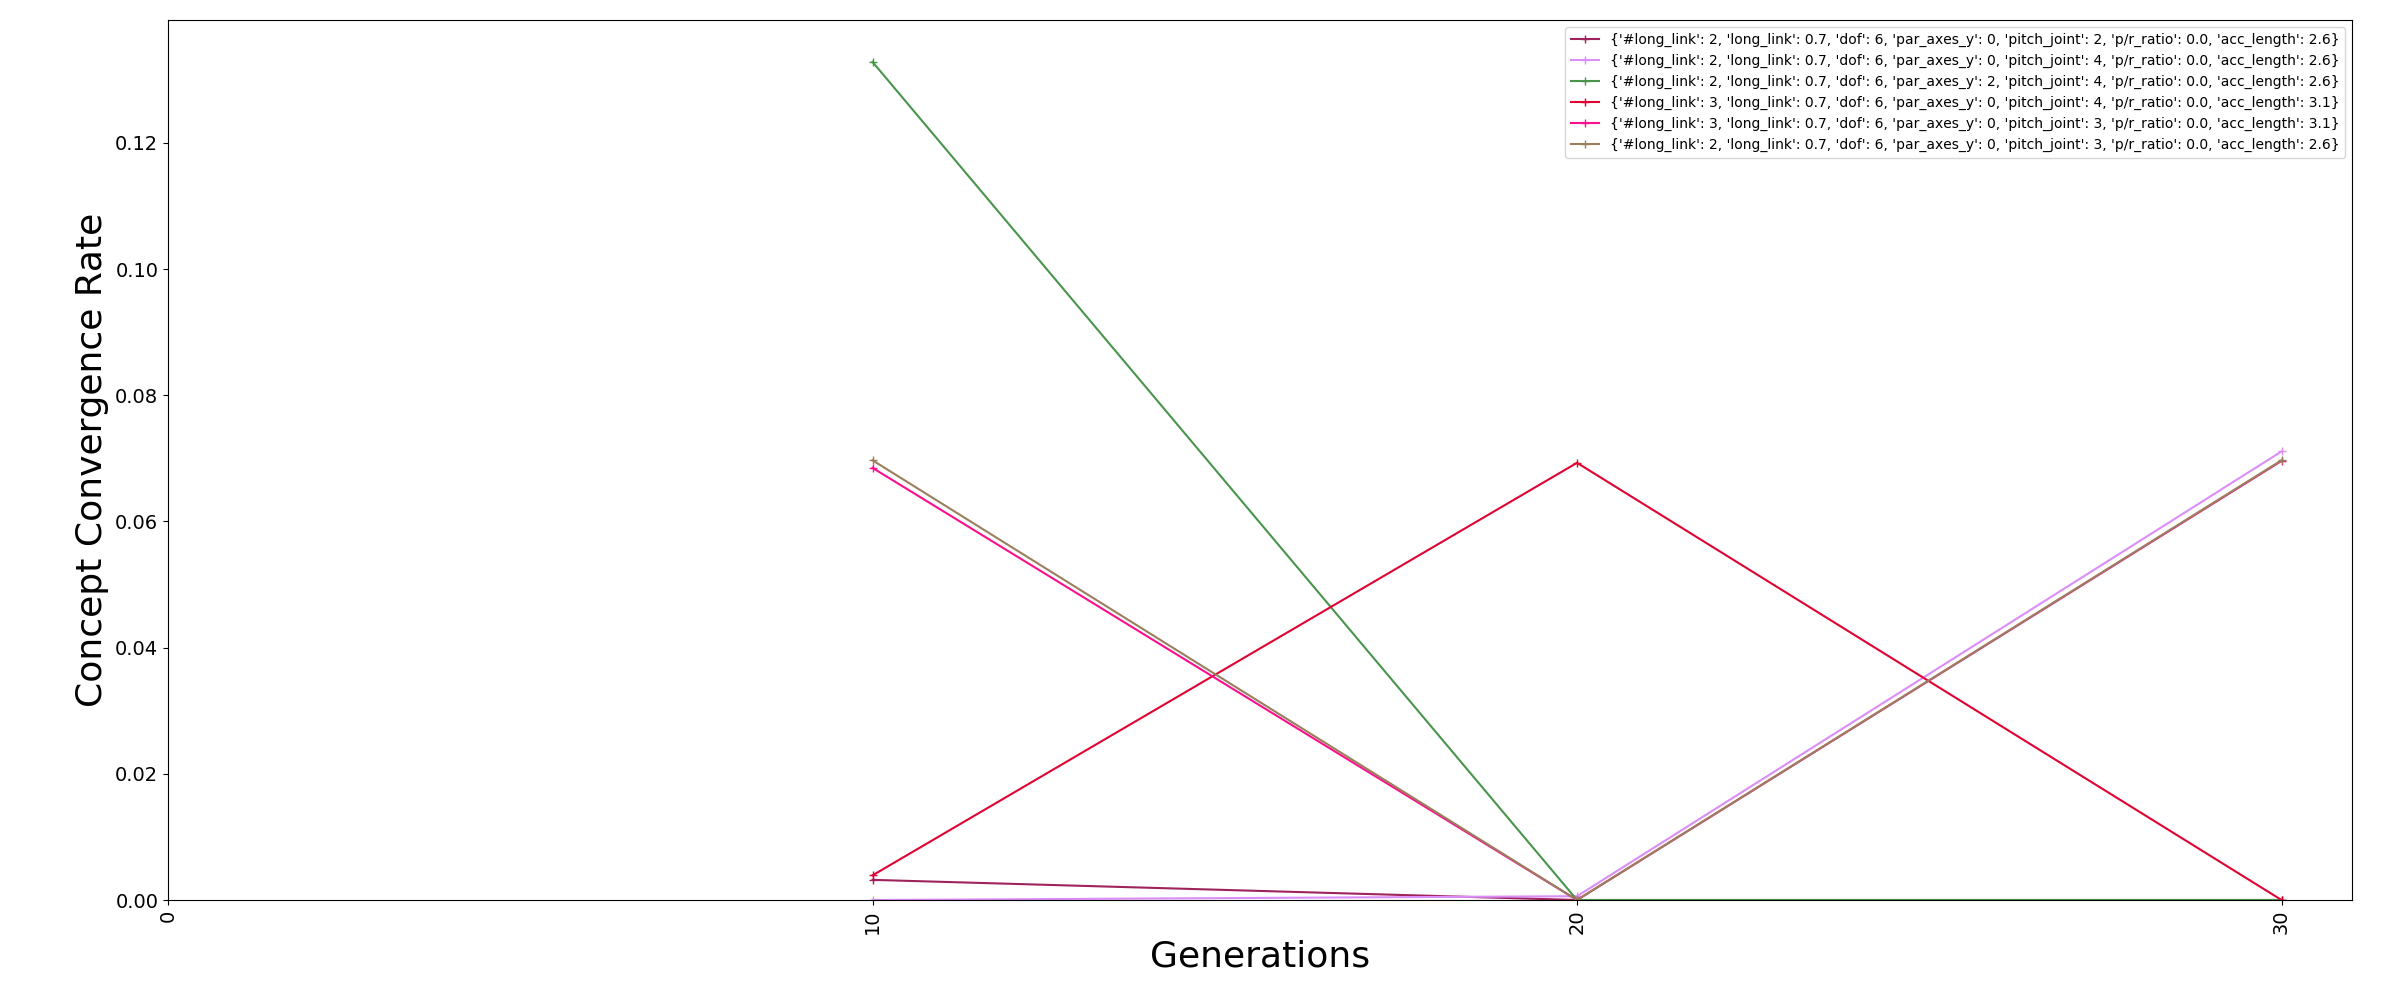 {'#long_link': 2, 'long_link': 0.7, 'dof': 6, 'par_axes_y': 0, 'pitch_joint': 2, 'p/r_ratio': 0.0, 'acc_length': 2.6}
{'#long_link': 2, 'long_link': 0.7, 'dof': 6, 'par_axes_y': 0, 'pitch_joint': 4, 'p/r_ratio': 0.0, 'acc_length': 2.6}
{'#long_link': 2, 'long_link': 0.7, 'dof': 6, 'par_axes_y': 2, 'pitch_joint': 4, 'p/r_ratio': 0.0, 'acc_length': 2.6}
{'#long_link': 3, 'long_link': 0.7, 'dof': 6, 'par_axes_y': 0, 'pitch_joint': 4, 'p/r_ratio': 0.0, 'acc_length': 3.1}
{'#long_link': 3, 'long_link': 0.7, 'dof': 6, 'par_axes_y': 0, 'pitch_joint': 3, 'p/r_ratio': 0.0, 'acc_length': 3.1}
{'#long_link': 2, 'long_link': 0.7, 'dof': 6, 'par_axes_y': 0, 'pitch_joint': 3, 'p/r_ratio': 0.0, 'acc_length': 2.6}
Concept Convergence Rate
0.12
0.10
0.08
0.06
0.04
0.02
0.00
0
10
20
30
Generations